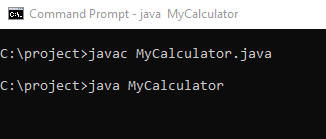 Command Prompt - java  MyCalculator
C:\project>javac MyCalculator.java
C:\project>java MyCalculator